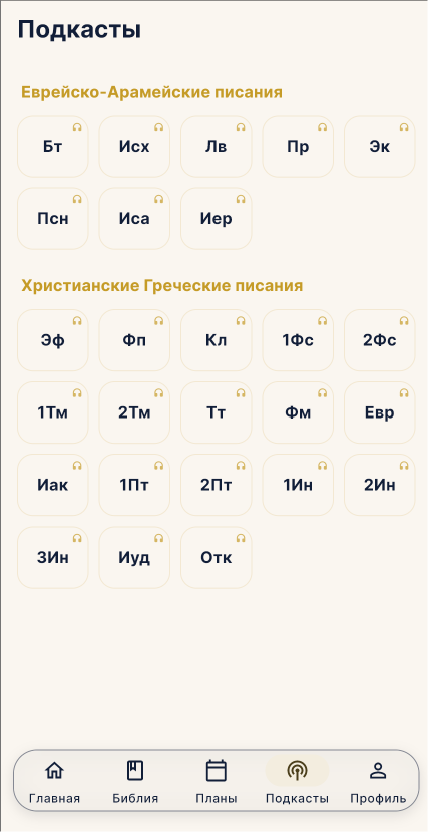 Подкасты
Еврейско-Арамейские писания
Бт Исх Лв Пр Эк
Псн Иса Иер
Христианские Греческие писания
Эф Фп Кл 1Фс 2Фс
1Тм 2Тм Тт Фм Евр
Иак 1Пт 2Пт 1Ин 2Ин
3Ин Иуд Отк
Главная Библия Планы Подкасты Профиль